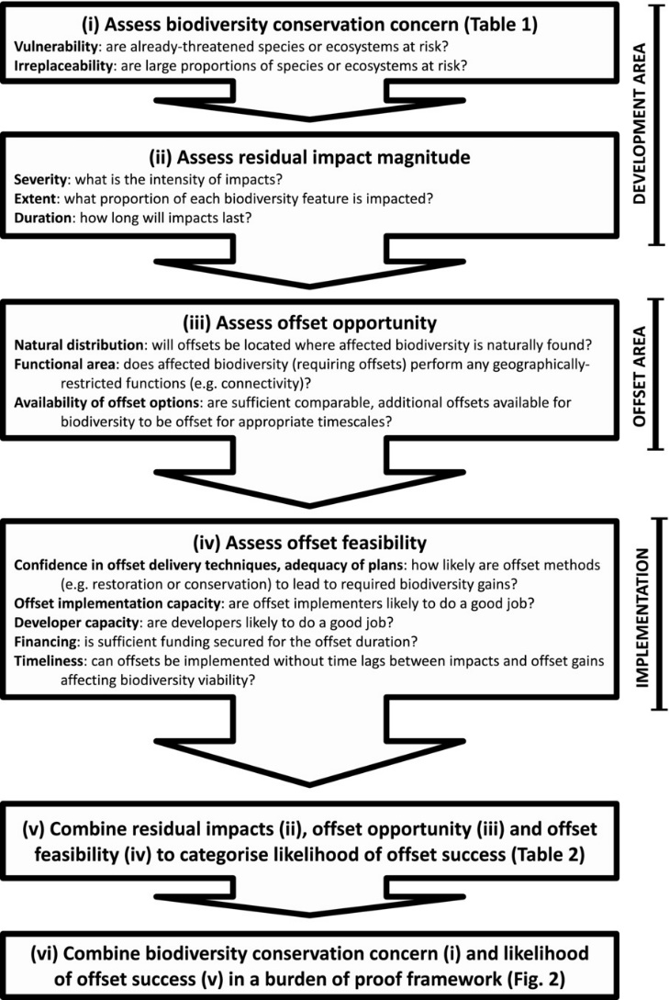 (i) Assess biodiversity conservation concern (Table 1)
Vulnerability: are already-threatened species or ecosystems at risk?
Irreplaceability: are large proportions of species or ecosystems at risk?
DEVELOPMENT AREA
(ii) Assess residual impact magnitude
Severity: what is the intensity of impacts?
Extent: what proportion of each biodiversity feature is impacted?
Duration: how long will impacts last?
(iii) Assess offset opportunity
Natural distribution: will offsets be located where affected biodiversity is naturally found?
Functional area: does affected biodiversity (requiring offsets) perform any geographically-
restricted functions (e.g. connectivity)?
Availability of offset options: are sufficient comparable, additional offsets available for
biodiversity to be offset for appropriate timescales?
OFFSET AREA
(iv) Assess offset feasibility
Confidence in offset delivery techniques, adequacy of plans: how likely are offset methods
(e.g. restoration or conservation) to lead to required biodiversity gains?
Offset implementation capacity: are offset implementers likely to do a good job?
Developer capacity: are developers likely to do a good job?
Financing: is sufficient funding secured for the offset duration?
Timeliness: can offsets be implemented without time lags between impacts and offset gains
affecting biodiversity viability?
IMPLEMENTATION
(v) Combine residual impacts (ii), offset opportunity (iii) and offset
feasibility (iv) to categorise likelihood of offset success (Table 2)
(vi) Combine biodiversity conservation concern (i) and likelihood
of offset success (v) in a burden of proof framework (Fig. 2)